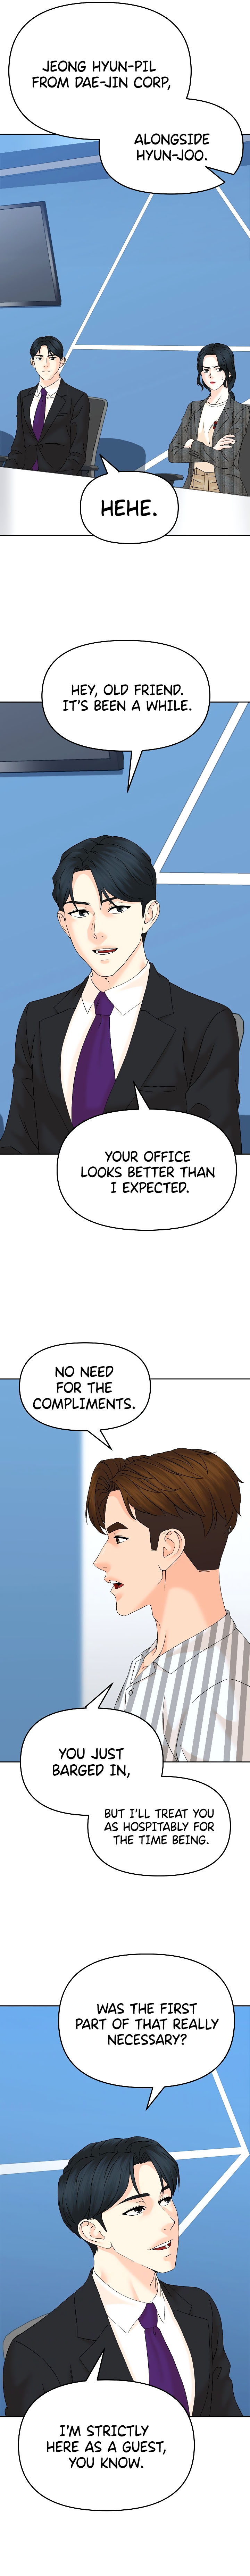 JEONG HYUN-PIL
FROM DAE-JIN CORP,
ALONGSIDE
HYUN-JOO.
HEHE.
HEY, OLD FRIEND.
IT'S BEEN A WHILE.
YOUR OFFICE
LOOKS BETTER THAN
I EXPECTED.
NO NEED
FOR THE
COMPLIMENTS.
YOU JUST
BARGED IN,
BUT I'LL TREAT YOU
AS HOSPITABLY FOR
THE TIME BEING.
WAS THE FIRST
PART OF THAT REALLY
NECESSARY?
I'M STRICTLY
HERE AS A GUEST,
YOU KNOW.